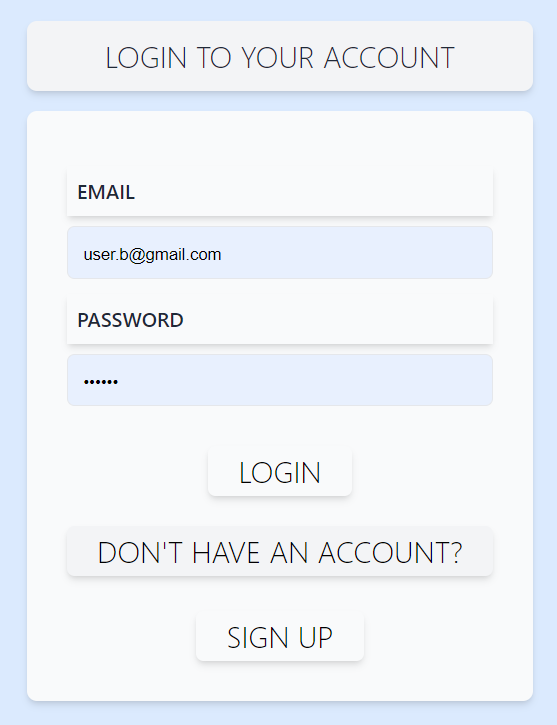 LOGIN TO YOUR ACCOUNT
EMAIL
user.b@gmail.com
PASSWORD
••••••
LOGIN
DON'T HAVE AN ACCOUNT?
SIGN UP